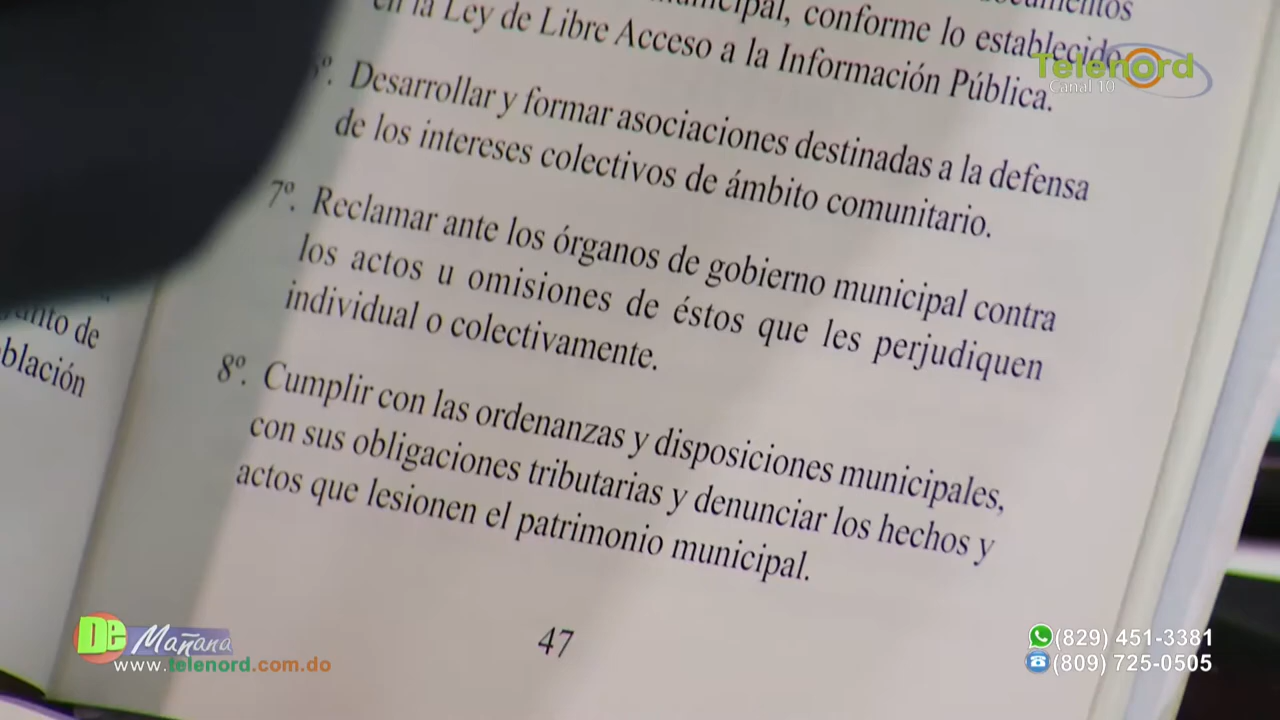 conforme lo establecido
en la Ley de Libre Acceso a la Información Pública.
Desarrollar y formar asociaciones destinadas a la defensa
de los intereses colectivos de ámbito comunitario.
7º. Reclamar ante los órganos de gobierno municipal contra
los actos u omisiones de éstos que les perjudiquen
individual o colectivamente.
8º. Cumplir con las ordenanzas y disposiciones municipales,
con sus obligaciones tributarias y denunciar los hechos y
actos que lesionen el patrimonio municipal.
47
de
Telenord
Canal 10
De Mañana
www.telenord.com.do
(829) 451-3381
(809) 725-0505